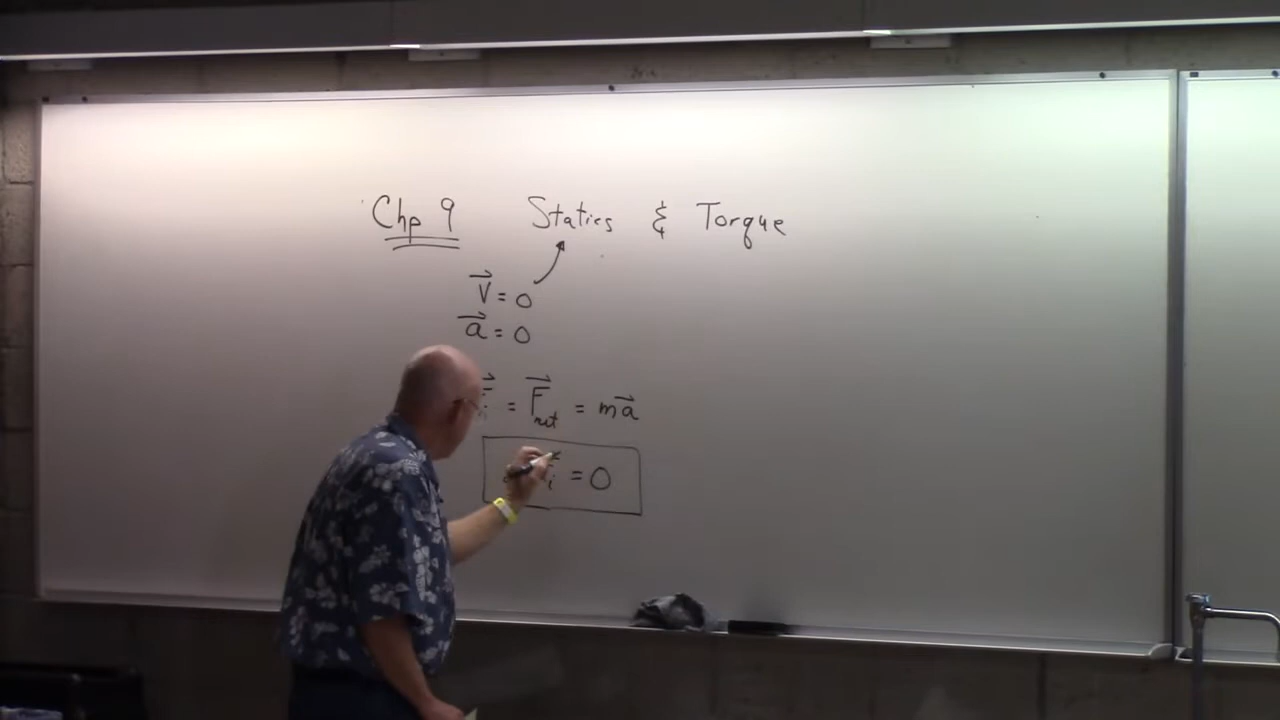 Chp 9 Statics & Torque
V⃗ = 0
a⃗ = 0
i = F⃗net = ma⃗
i = 0